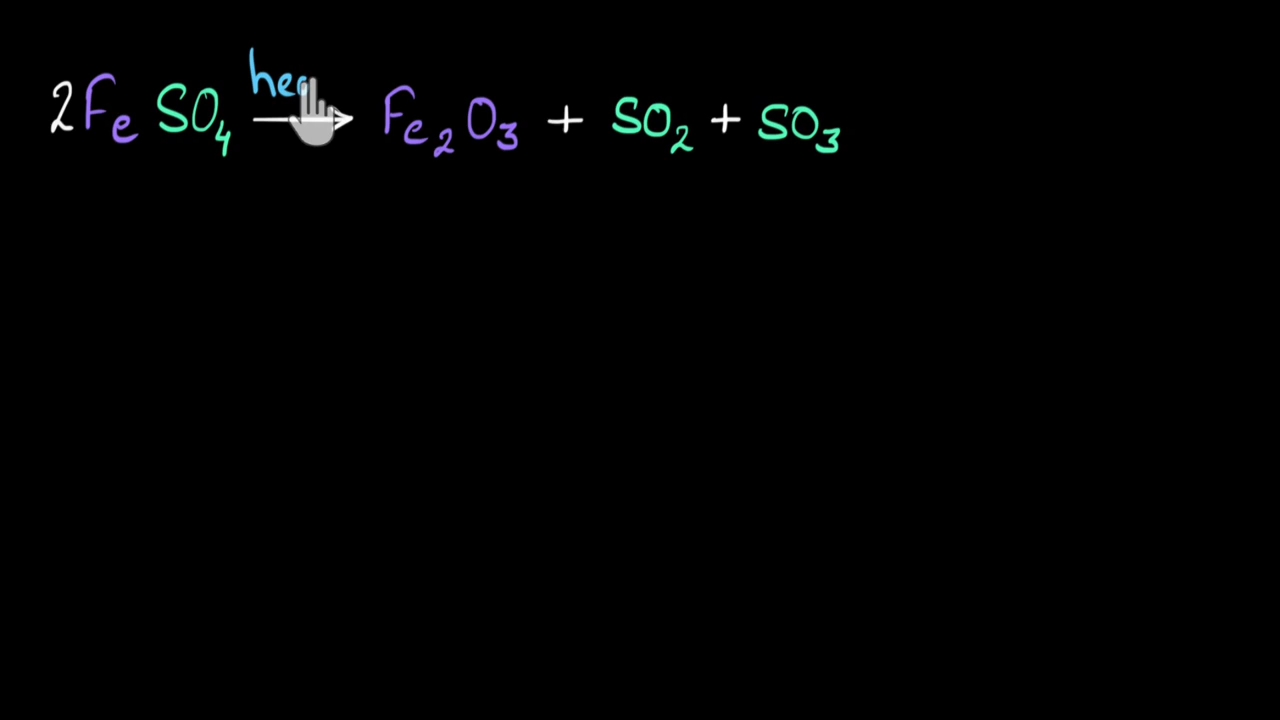 2FeSO₄ ⟶ Fe₂O₃ + SO₂ + SO₃